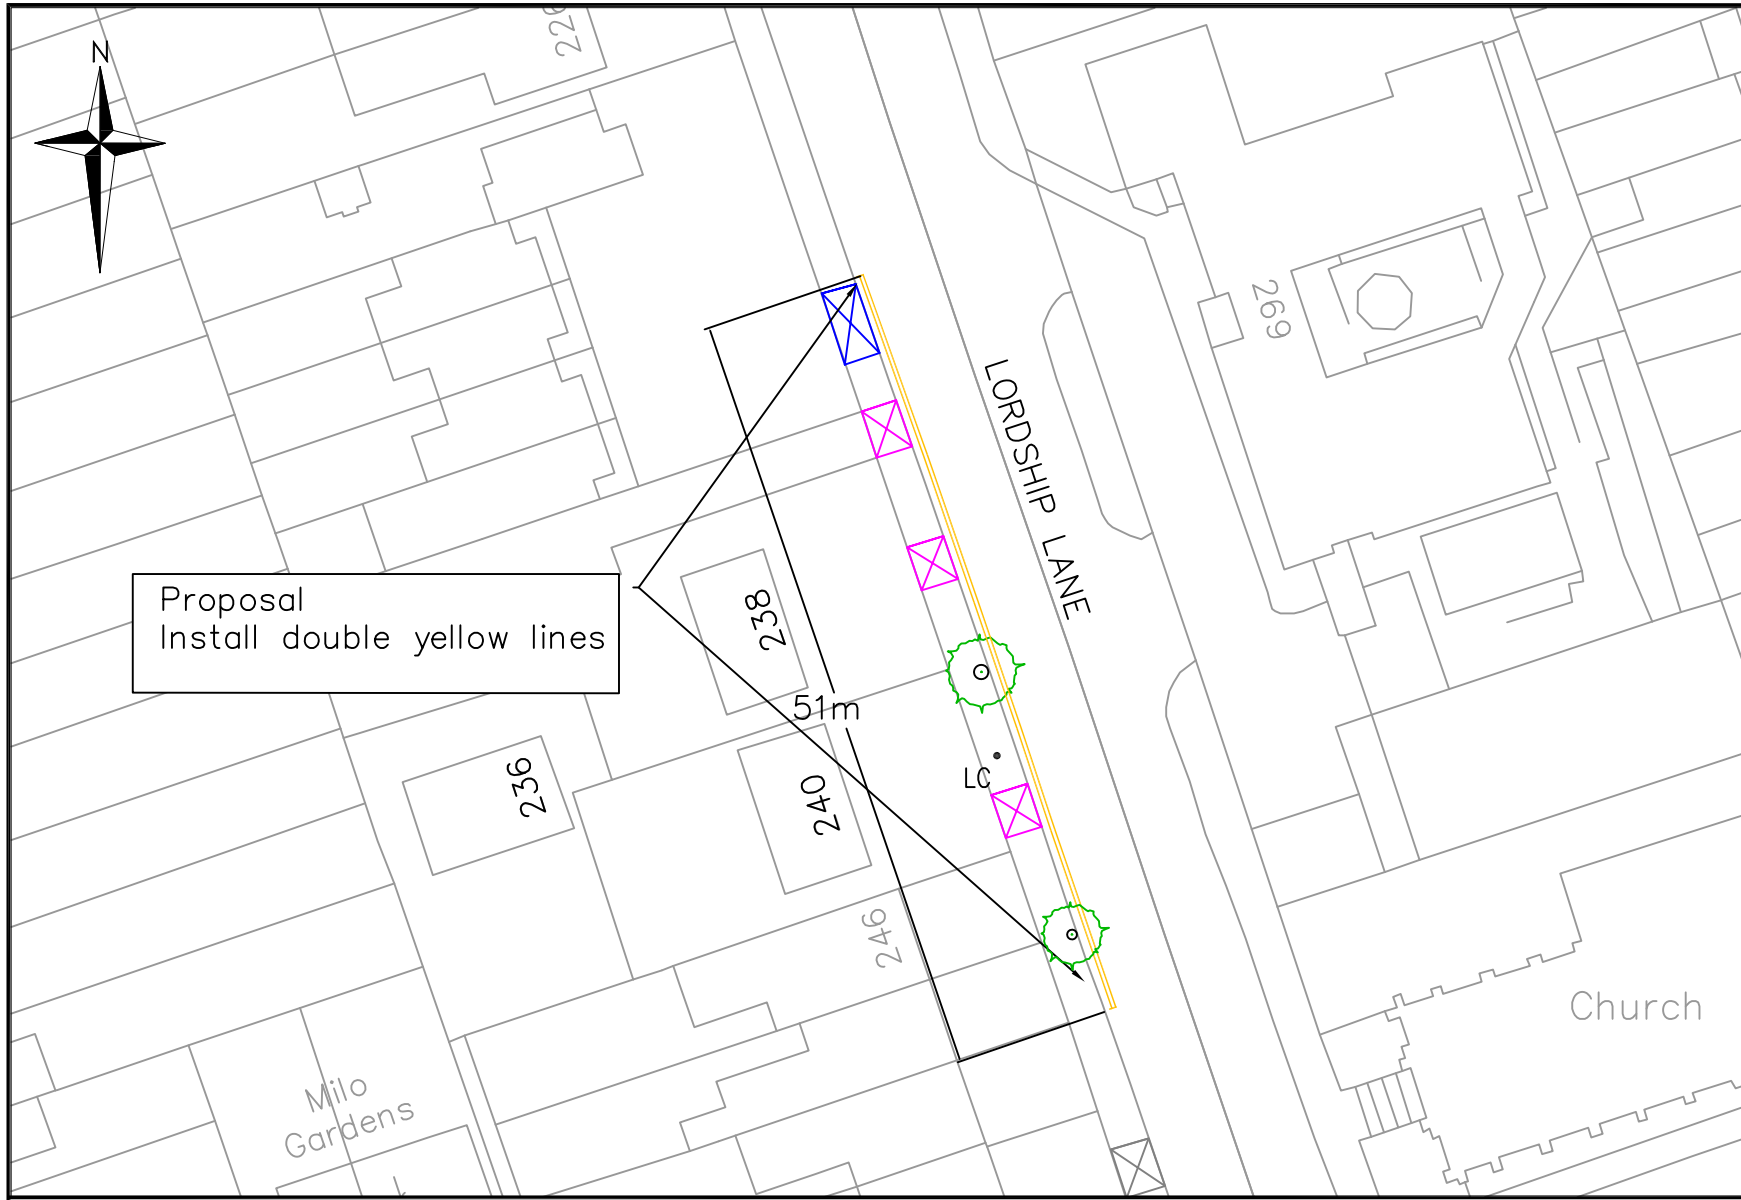 226
N
269
LORDSHIP LANE
Proposal
Install double yellow lines
238
51m
236
240
LC
246
Church
Milo
Gardens